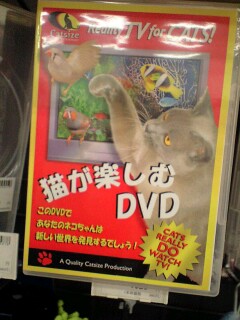 Catsize
Reality TV for CATS!
猫が楽しむ
DVD
このDVDで
あなたのネコちゃんは
新しい世界を発見するでしょう!
CATS
REALLY
DO
WATCH
A Quality Catsize Production